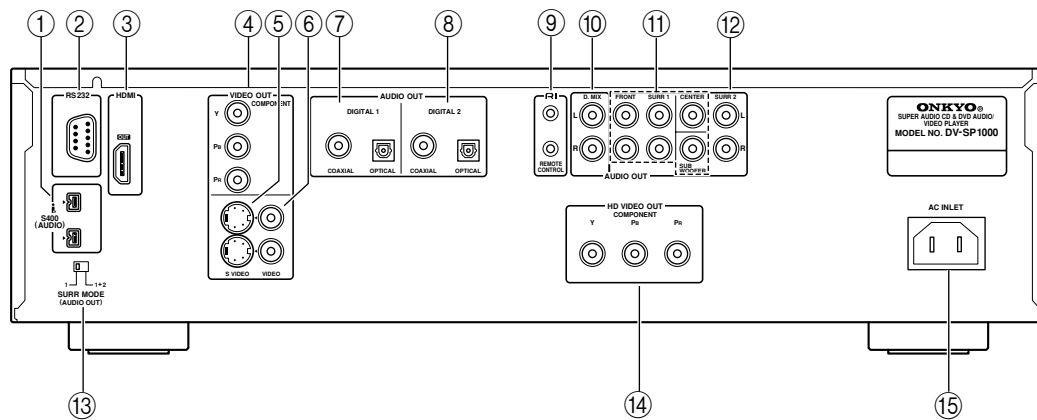 ① ② ③ ④ ⑤ ⑥ ⑦ ⑧ ⑨ ⑩ ⑪ ⑫
RS 232
HDMI
OUT
i
S400
(AUDIO)
1 1+2
SURR MODE
(AUDIO OUT)
VIDEO OUT
COMPONENT
Y
PB
PR
S VIDEO VIDEO
AUDIO OUT
DIGITAL 1 DIGITAL 2
COAXIAL OPTICAL COAXIAL OPTICAL
RI
REMOTE
CONTROL
D. MIX FRONT SURR 1 CENTER SURR 2
L L
R R
SUB
WOOFER
AUDIO OUT
HD VIDEO OUT
COMPONENT
Y PB PR
ONKYO®
SUPER AUDIO CD & DVD AUDIO/
VIDEO PLAYER
MODEL NO. DV-SP1000
AC INLET
⑬ ⑭ ⑮